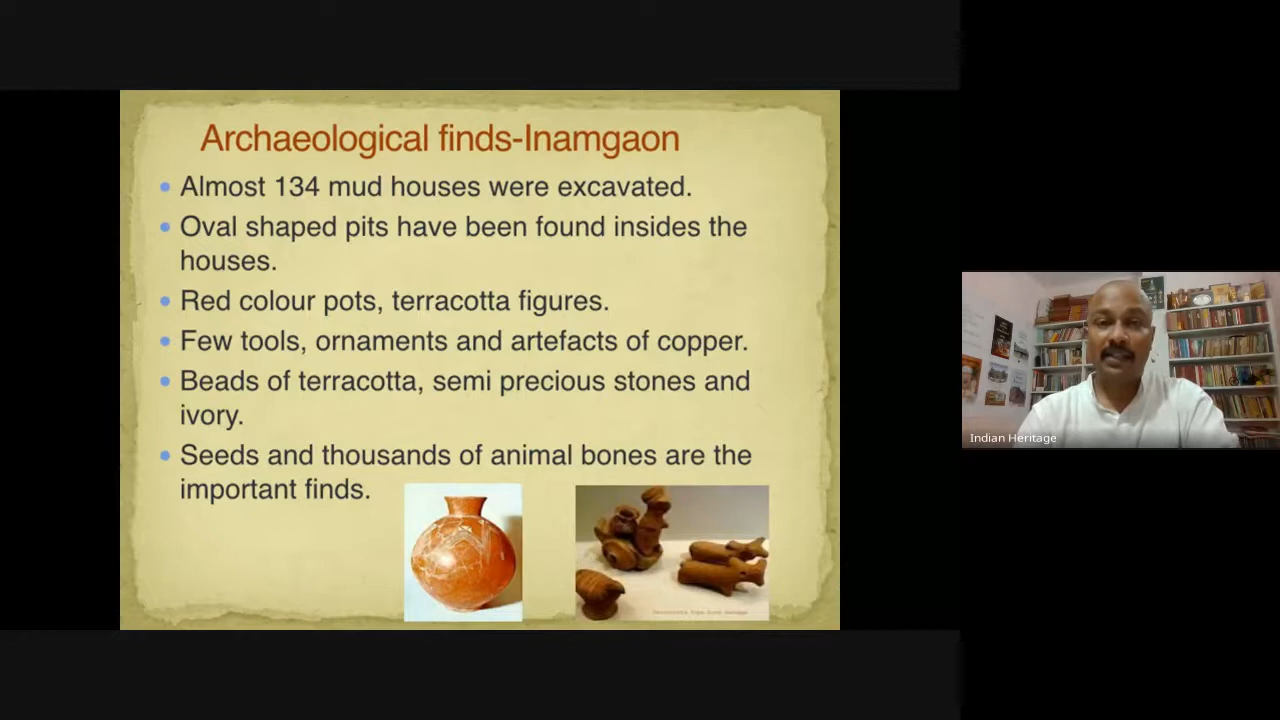 Archaeological finds-Inamgaon
Almost 134 mud houses were excavated.
Oval shaped pits have been found insides the
houses.
Red colour pots, terracotta figures.
Few tools, ornaments and artefacts of copper.
Beads of terracotta, semi precious stones and
ivory.
Seeds and thousands of animal bones are the
important finds.
Indian Heritage